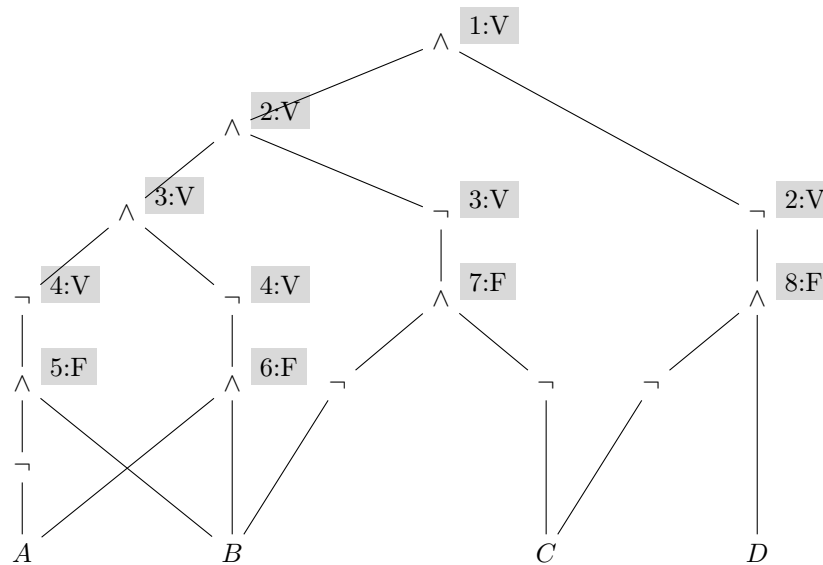 ∧ 1:V
∧ 2:V
∧ 3:V ¬ 3:V ¬ 2:V
¬ 4:V ¬ 4:V ∧ 7:F ∧ 8:F
∧ 5:F ∧ 6:F ¬ ¬ ¬
¬
A B C D